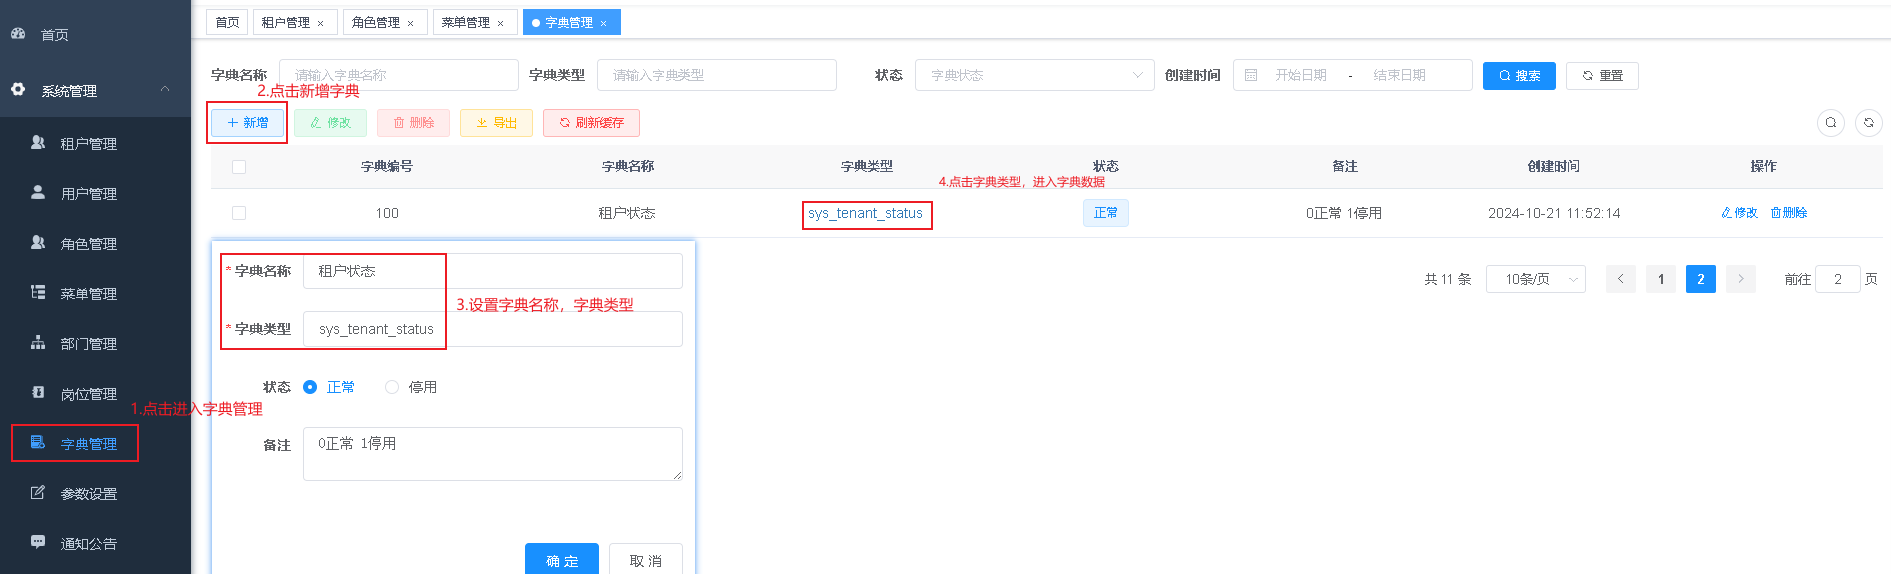 首页
系统管理
租户管理
用户管理
角色管理
菜单管理
部门管理
岗位管理
1.点击进入字典管理
字典管理
参数设置
通知公告
首页 租户管理 × 角色管理 × 菜单管理 × 字典管理 ×
字典名称 请输入字典名称 字典类型 请输入字典类型 状态 字典状态 创建时间 开始日期 - 结束日期 搜索 重置
2.点击新增字典
+ 新增 修改 删除 导出 刷新缓存
字典编号 字典名称 字典类型 状态 备注 创建时间 操作
4.点击字典类型，进入字典数据
100 租户状态 sys_tenant_status 正常 0正常 1停用 2024-10-21 11:52:14 修改 删除
共 11 条 10条/页 < 1 2 > 前往 2 页
* 字典名称 租户状态
3.设置字典名称，字典类型
* 字典类型 sys_tenant_status
状态 正常 停用
备注 0正常 1停用
确 定 取 消